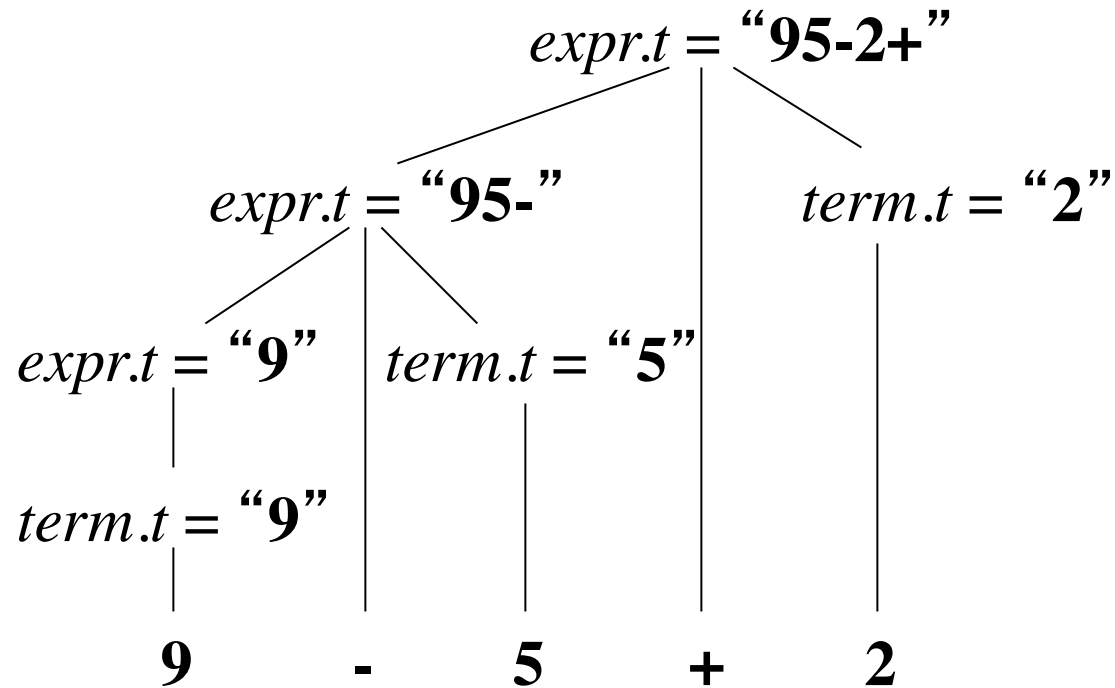 expr.t = “95-2+”
expr.t = “95-”
term.t = “2”
expr.t = “9”
term.t = “5”
term.t = “9”
9 - 5 + 2